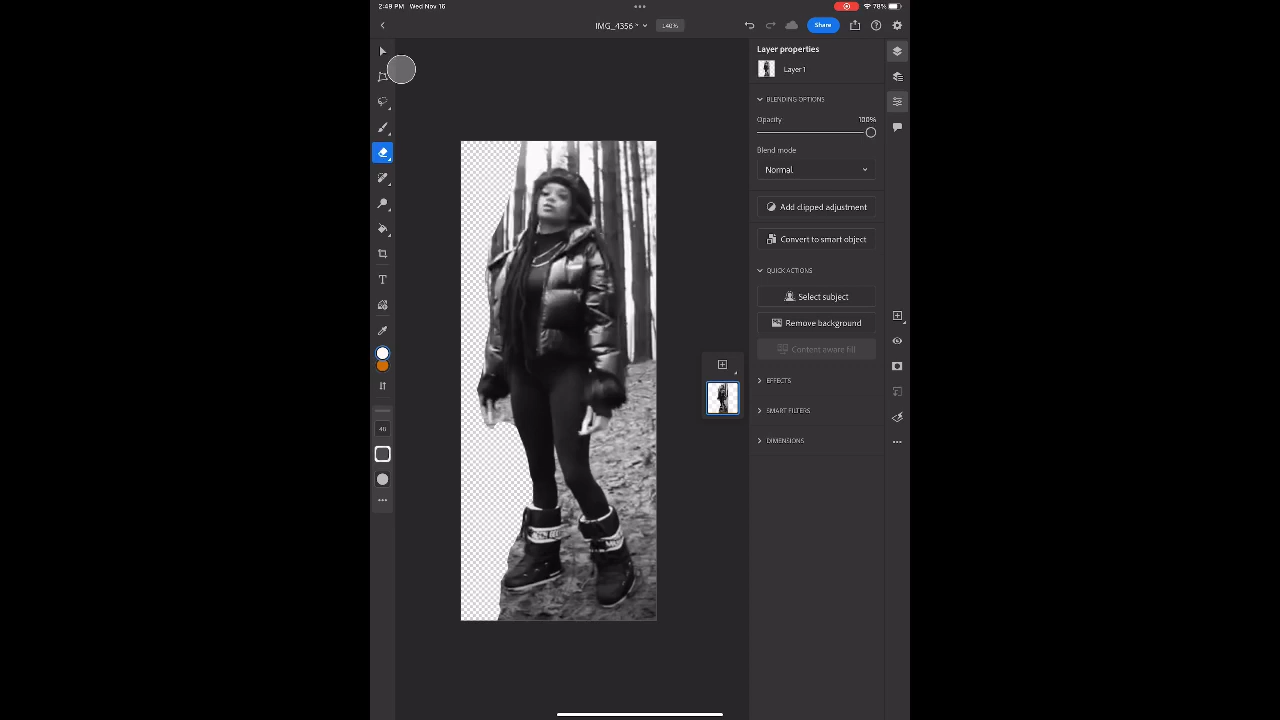 2:49 PM Wed Nov 16
78%
IMG_4356 *
140%
Share
Layer properties
Layer1
BLENDING OPTIONS
Opacity 100%
Blend mode
Normal
Add clipped adjustment
Convert to smart object
QUICK ACTIONS
Select subject
Remove background
Content aware fill
EFFECTS
SMART FILTERS
DIMENSIONS
T
40